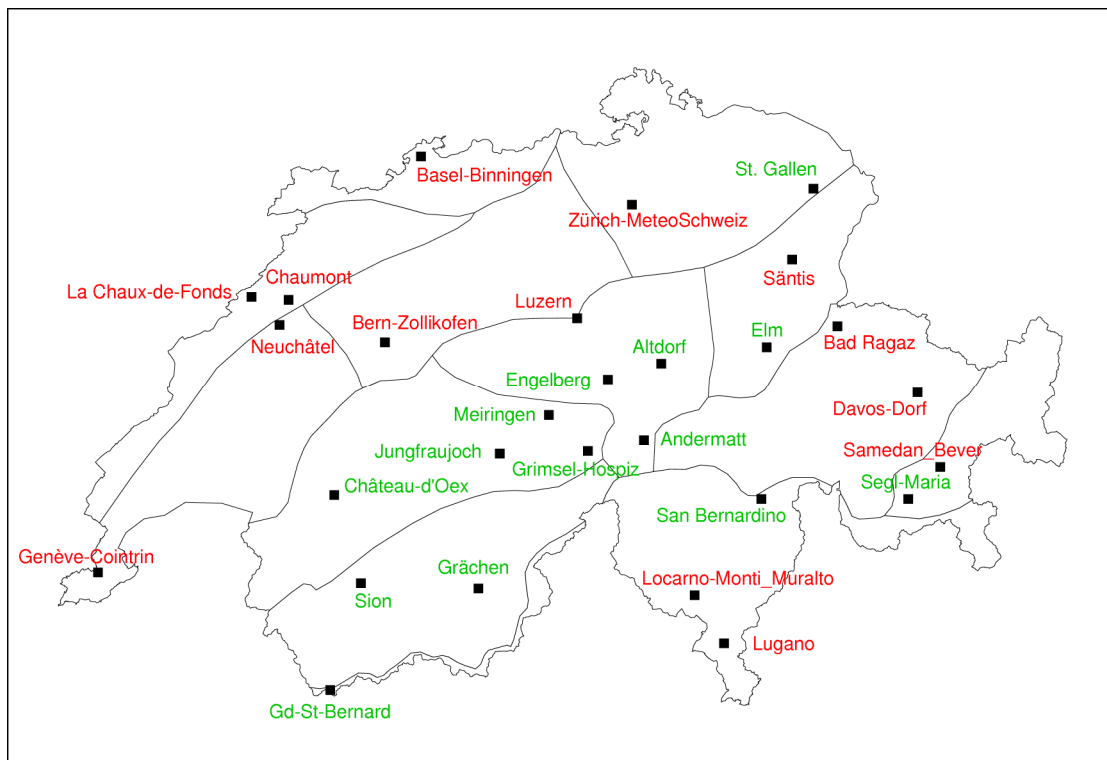 Basel-Binningen
St. Gallen
Zürich-MeteoSchweiz
Säntis
Chaumont
La Chaux-de-Fonds
Luzern
Bern-Zollikofen
Neuchâtel
Elm
Bad Ragaz
Altdorf
Engelberg
Davos-Dorf
Meiringen
Andermatt
Jungfraujoch
Grimsel-Hospiz
Samedan_Bever
Château-d'Oex
Segl-Maria
San Bernardino
Genève-Cointrin
Grächen
Locarno-Monti_Muralto
Sion
Lugano
Gd-St-Bernard